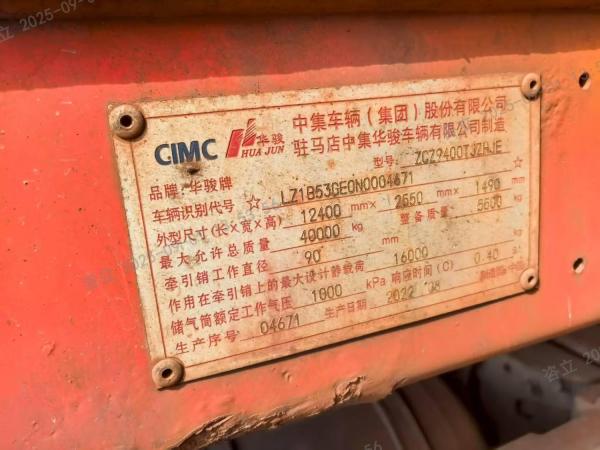 CIMC 华骏 HUA JUN 中集车辆（集团）股份有限公司
驻马店中集华骏车辆有限公司制造
品牌：华骏牌 型号：ZCZ9400TJZHJE
车辆识别代号 ☆ LZ1B53GE0N0004671 ☆
外型尺寸（长×宽×高） 12400 mm× 2550 mm× 1490 mm
最大允许总质量 40000 kg 整备质量 5500 kg
牵引销工作直径 90 mm
作用在牵引销上的最大设计静载荷 16000 kg
储气筒额定工作气压 1000 kPa 响应时间（C） 0.40 s
生产序号： 04671 生产日期 2022 08